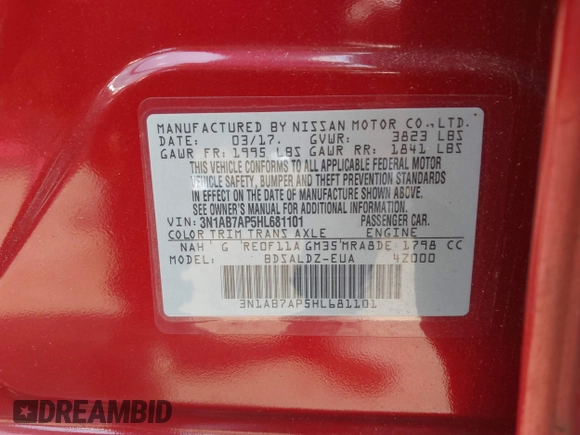 MANUFACTURED BY NISSAN MOTOR CO.,LTD.
DATE: 03/17. GVWR: 3823 LBS
GAWR FR: 1995 LBS GAWR RR: 1841 LBS
THIS VEHICLE CONFORMS TO ALL APPLICABLE FEDERAL MOTOR
VEHICLE SAFETY, BUMPER AND THEFT PREVENTION STANDARDS
IN EFFECT ON THE DATE OF MANUFACTURE SHOWN ABOVE.
SEE OWNER'S MANUAL FOR ADDITIONAL INFORMATION.
VIN: 3N1AB7AP5HL681101 PASSENGER CAR.
COLOR TRIM TRANS AXLE ENGINE
NAH G RE0F11A GM35 MRA8DE 1798 CC
MODEL: BDSALDZ-EUA 4Z000
3N1AB7AP5HL681101
DREAMBID